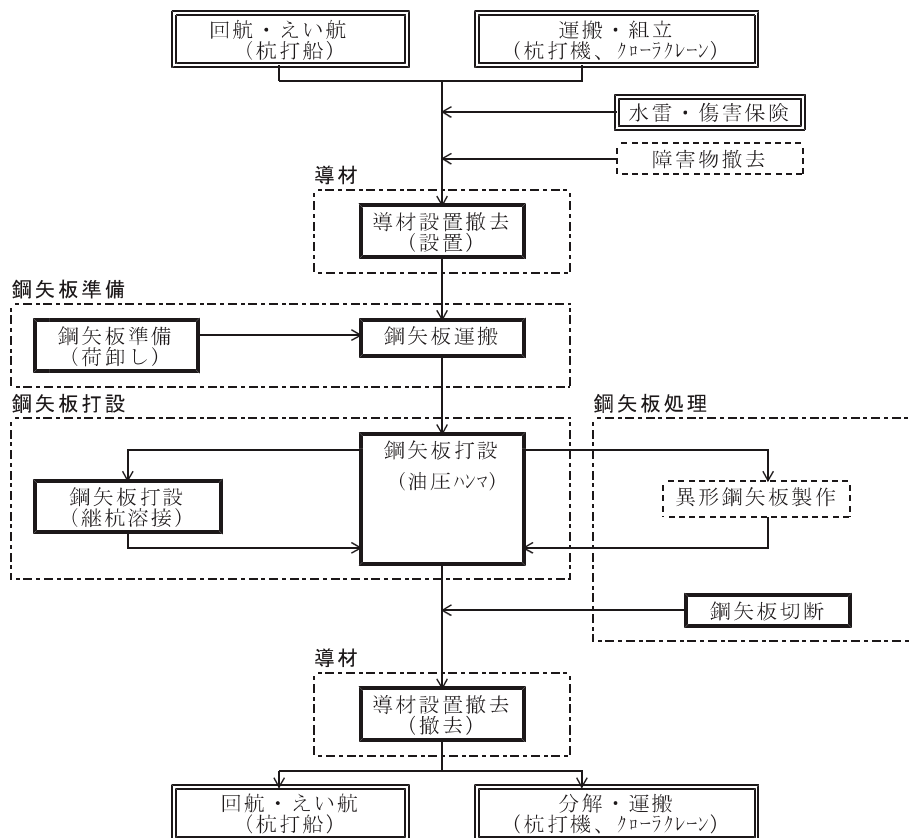 回航・えい航
(杭打船)
運搬・組立
(杭打機、クローラクレーン)
水雷・傷害保険
障害物撤去
導材
導材設置撤去
(設置)
鋼矢板準備
鋼矢板準備
(荷卸し)
鋼矢板運搬
鋼矢板打設
鋼矢板処理
鋼矢板打設
(油圧ハンマ)
鋼矢板打設
(継杭溶接)
異形鋼矢板製作
鋼矢板切断
導材
導材設置撤去
(撤去)
回航・えい航
(杭打船)
分解・運搬
(杭打機、クローラクレーン)